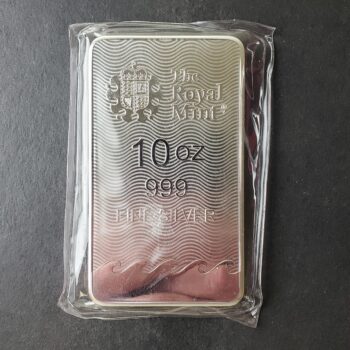 The
Royal
Mint®
10 oz
999
FINE SILVER